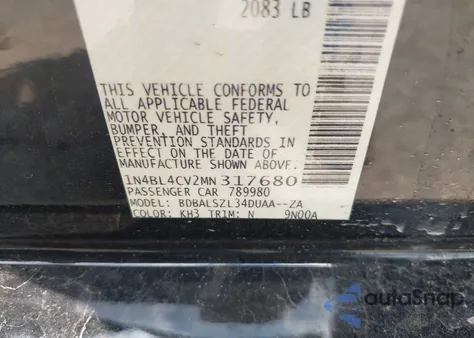 2083 LB
THIS VEHICLE CONFORMS TO
ALL APPLICABLE FEDERAL
MOTOR VEHICLE SAFETY,
BUMPER, AND THEFT
PREVENTION STANDARDS
IN EFFECT ON THE DATE OF
MANUFACTURE SHOWN ABOVE.
1N4BL4CV2MN317680
PASSENGER CAR 789980
MODEL: BDBALSZL34DUAA--ZA
COLOR: KH3 TRIM: N 9N00A
autoSnap